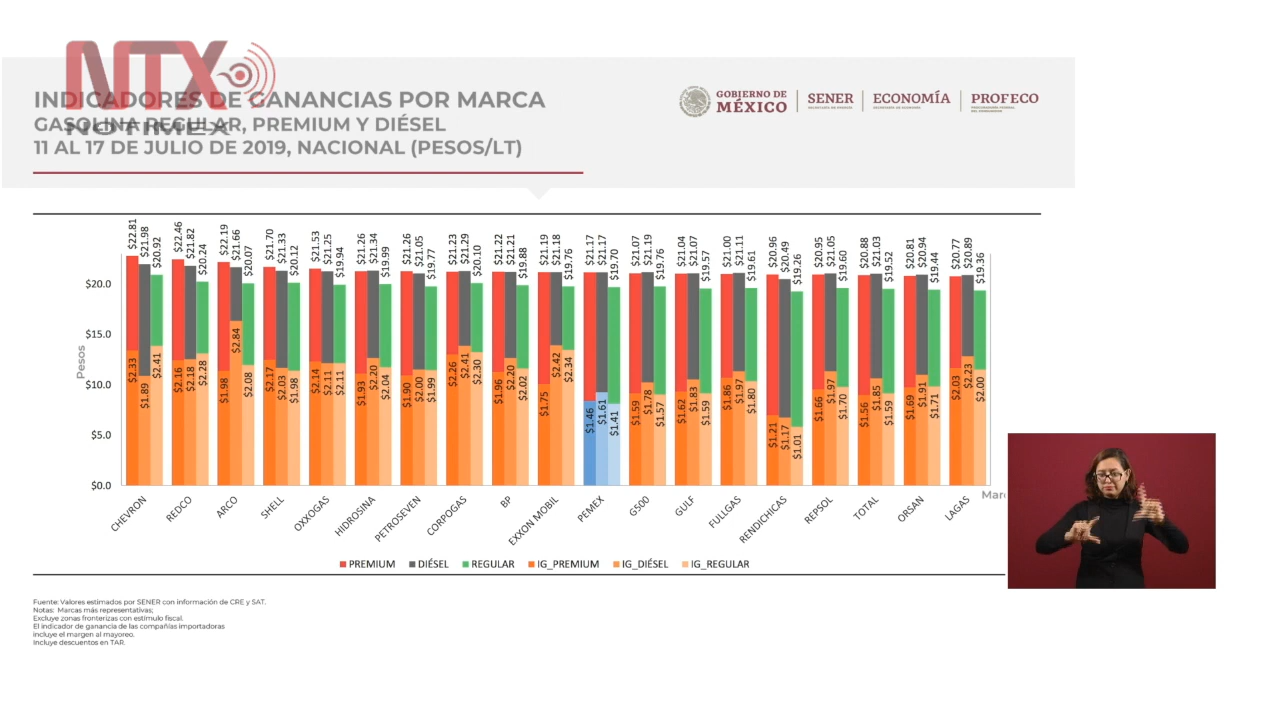 NTX
NOTIMEX
INDICADORES DE GANANCIAS POR MARCA
GASOLINA REGULAR, PREMIUM Y DIÉSEL
11 AL 17 DE JULIO DE 2019, NACIONAL (PESOS/LT)
GOBIERNO DE MÉXICO
SENER
SECRETARÍA DE ENERGÍA
ECONOMÍA
SECRETARÍA DE ECONOMÍA
PROFECO
PROCURADURÍA FEDERAL DEL CONSUMIDOR
$22.81 $21.98 $20.92 $22.46 $21.82 $20.24 $22.19 $21.66 $20.07 $21.70 $21.33 $20.12 $21.53 $21.25 $19.94 $21.26 $21.34 $19.99 $21.26 $21.05 $19.77 $21.23 $21.29 $20.10 $21.22 $21.21 $19.88 $21.19 $21.18 $19.76 $21.17 $21.17 $19.70 $21.07 $21.19 $19.76 $21.04 $21.07 $19.57 $21.00 $21.11 $19.61 $20.96 $20.49 $19.26 $20.95 $21.05 $19.60 $20.88 $21.03 $19.52 $20.81 $20.94 $19.44 $20.77 $20.89 $19.36
$20.0
$15.0
$10.0
$5.0
$0.0
Pesos
$2.33 $1.89 $2.41 $2.16 $2.18 $2.28 $1.98 $2.84 $2.08 $2.17 $2.03 $1.98 $2.14 $2.11 $2.11 $1.93 $2.20 $2.04 $1.90 $2.00 $1.99 $2.26 $2.41 $2.30 $1.96 $2.20 $2.02 $1.75 $2.42 $2.34 $1.46 $1.61 $1.41 $1.59 $1.78 $1.57 $1.62 $1.83 $1.59 $1.86 $1.97 $1.80 $1.21 $1.17 $1.01 $1.66 $1.97 $1.70 $1.56 $1.85 $1.59 $1.69 $1.91 $1.71 $2.03 $2.23 $2.00
CHEVRON REDCO ARCO SHELL OXXOGAS HIDROSINA PETROSEVEN CORPOGAS BP EXXON MOBIL PEMEX G500 GULF FULLGAS RENDICHICAS REPSOL TOTAL ORSAN LAGAS
Mar
PREMIUM DIÉSEL REGULAR IG_PREMIUM IG_DIÉSEL IG_REGULAR
Fuente: Valores estimados por SENER con información de CRE y SAT.
Notas: Marcas más representativas;
Excluye zonas fronterizas con estímulo fiscal.
El indicador de ganancia de las compañías importadoras
incluye el margen al mayoreo.
Incluye descuentos en TAR.